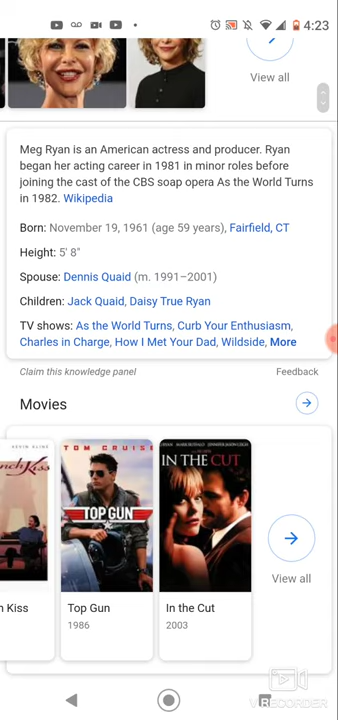 4:23
View all
Meg Ryan is an American actress and producer. Ryan
began her acting career in 1981 in minor roles before
joining the cast of the CBS soap opera As the World Turns
in 1982. Wikipedia
Born: November 19, 1961 (age 59 years), Fairfield, CT
Height: 5' 8"
Spouse: Dennis Quaid (m. 1991–2001)
Children: Jack Quaid, Daisy True Ryan
TV shows: As the World Turns, Curb Your Enthusiasm,
Charles in Charge, How I Met Your Dad, Wildside, More
Claim this knowledge panel Feedback
Movies
KEVIN KLINE
nch Kiss
TOM CRUISE
TOP GUN
IN THE CUT
View all
h Kiss
Top Gun
1986
In the Cut
2003
VIRECORDER